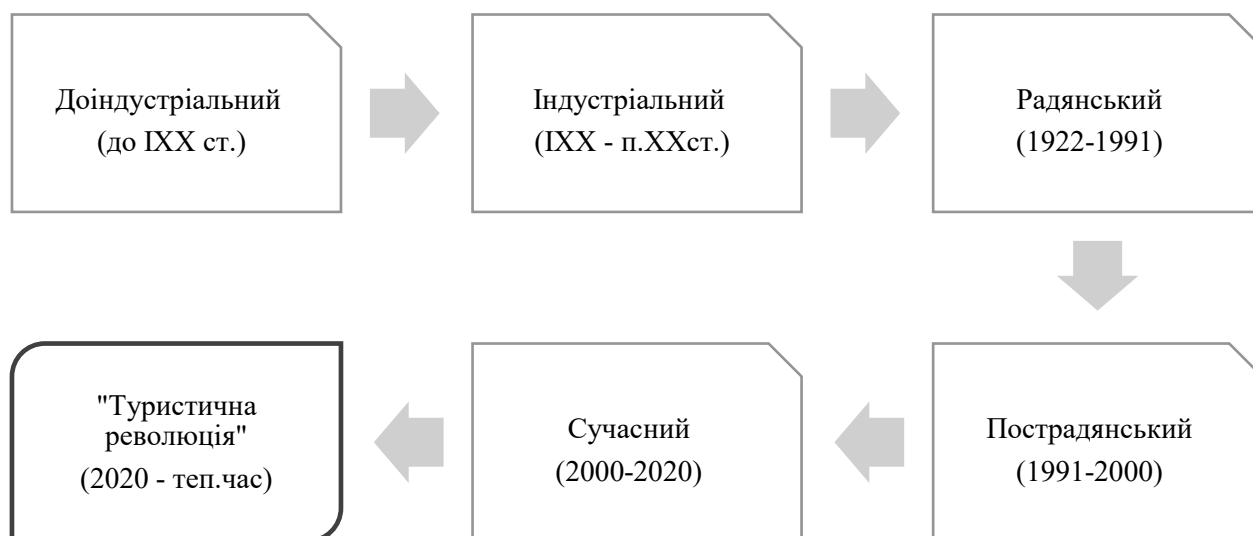 Доіндустріальний
(до ІХХ ст.)
Індустріальний
(ІХХ - п.ХХст.)
Радянський
(1922-1991)
Пострадянський
(1991-2000)
Сучасний
(2000-2020)
"Туристична
революція"
(2020 - теп.час)